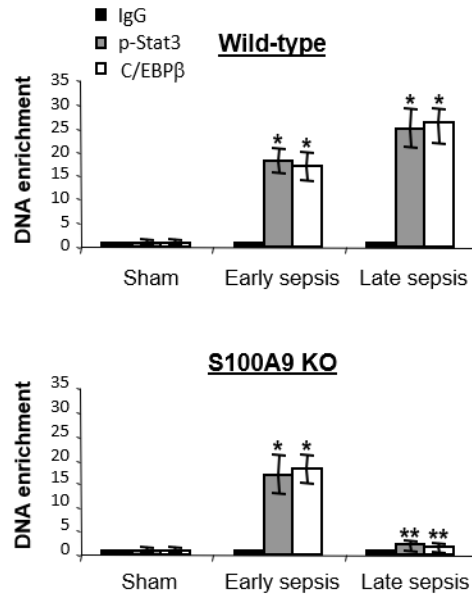 IgG
p-Stat3
C/EBPβ
Wild-type
DNA enrichment
35
30
25
20
15
10
5
0
* *
* *
Sham Early sepsis Late sepsis
S100A9 KO
DNA enrichment
35
30
25
20
15
10
5
0
* *
** **
Sham Early sepsis Late sepsis